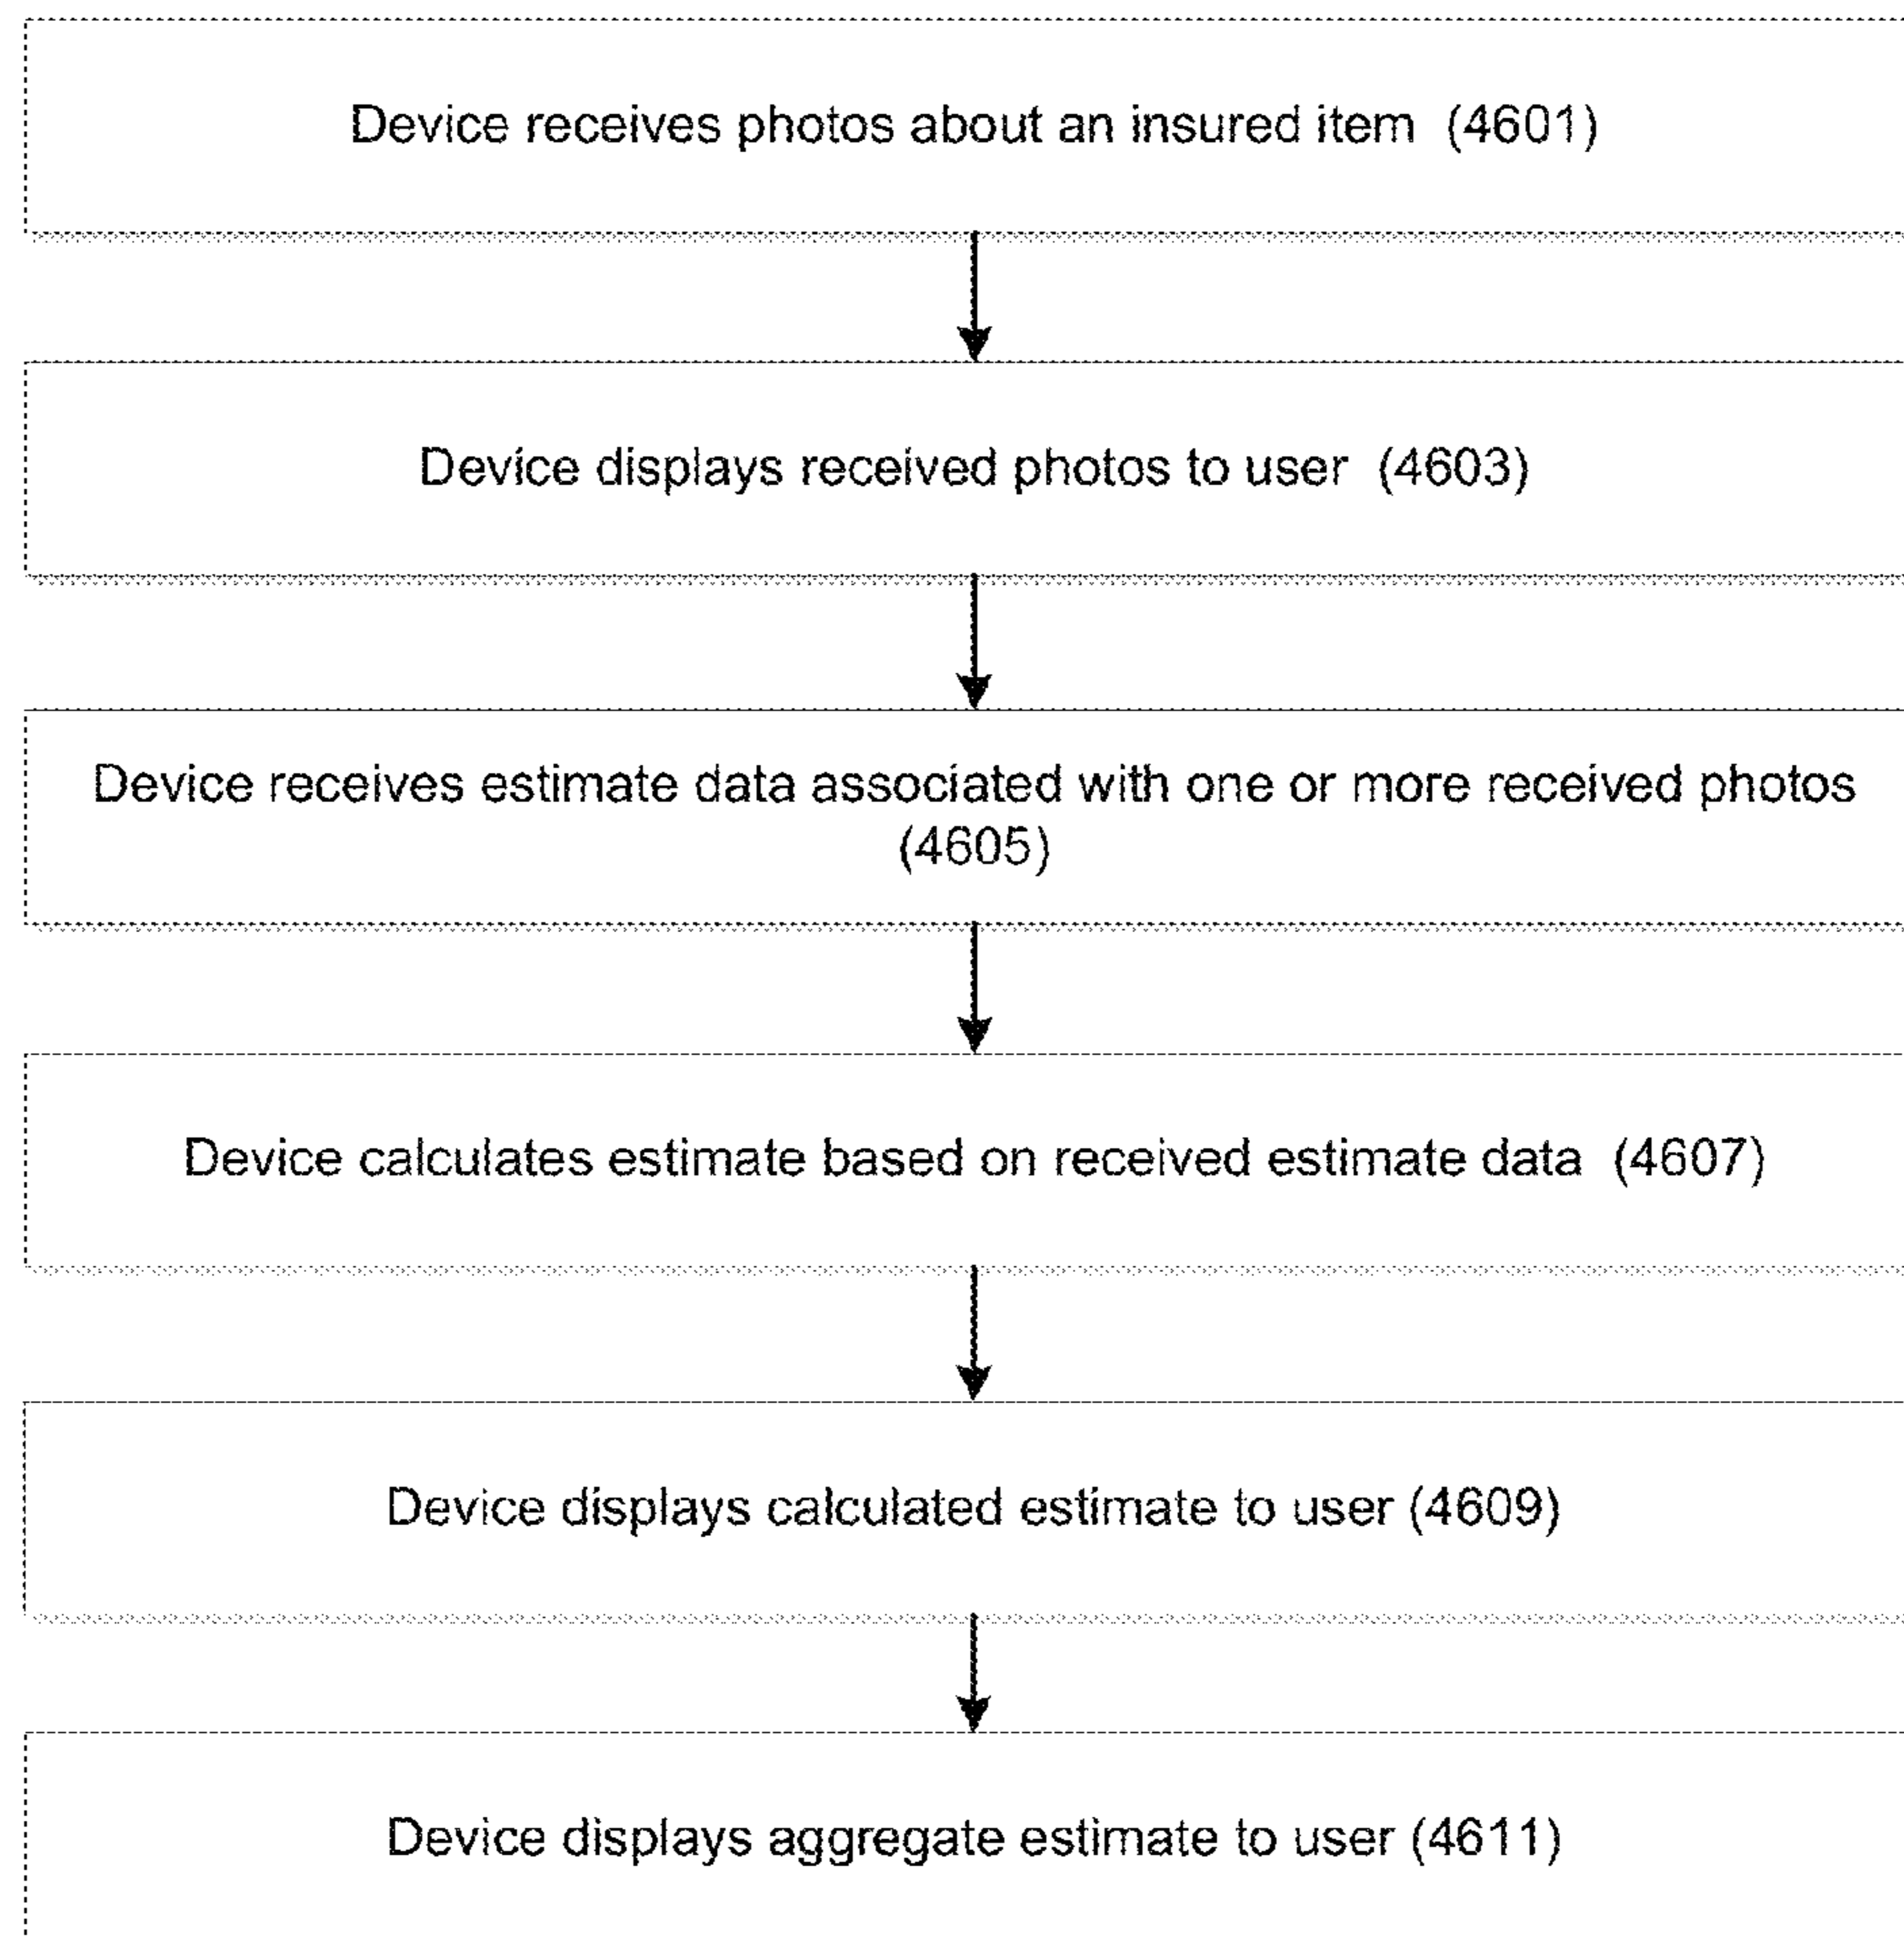 Device receives photos about an insured item (4601)
Device displays received photos to user (4603)
Device receives estimate data associated with one or more received photos
(4605)
Device calculates estimate based on received estimate data (4607)
Device displays calculated estimate to user (4609)
Device displays aggregate estimate to user (4611)